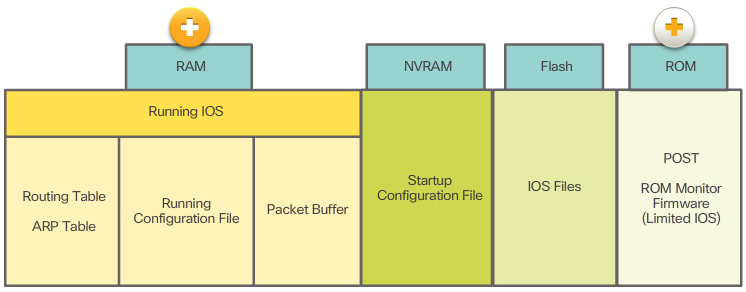 RAM
NVRAM
Flash
ROM
Running IOS
Routing Table
ARP Table
Running
Configuration File
Packet Buffer
Startup
Configuration File
IOS Files
POST
ROM Monitor
Firmware
(Limited IOS)